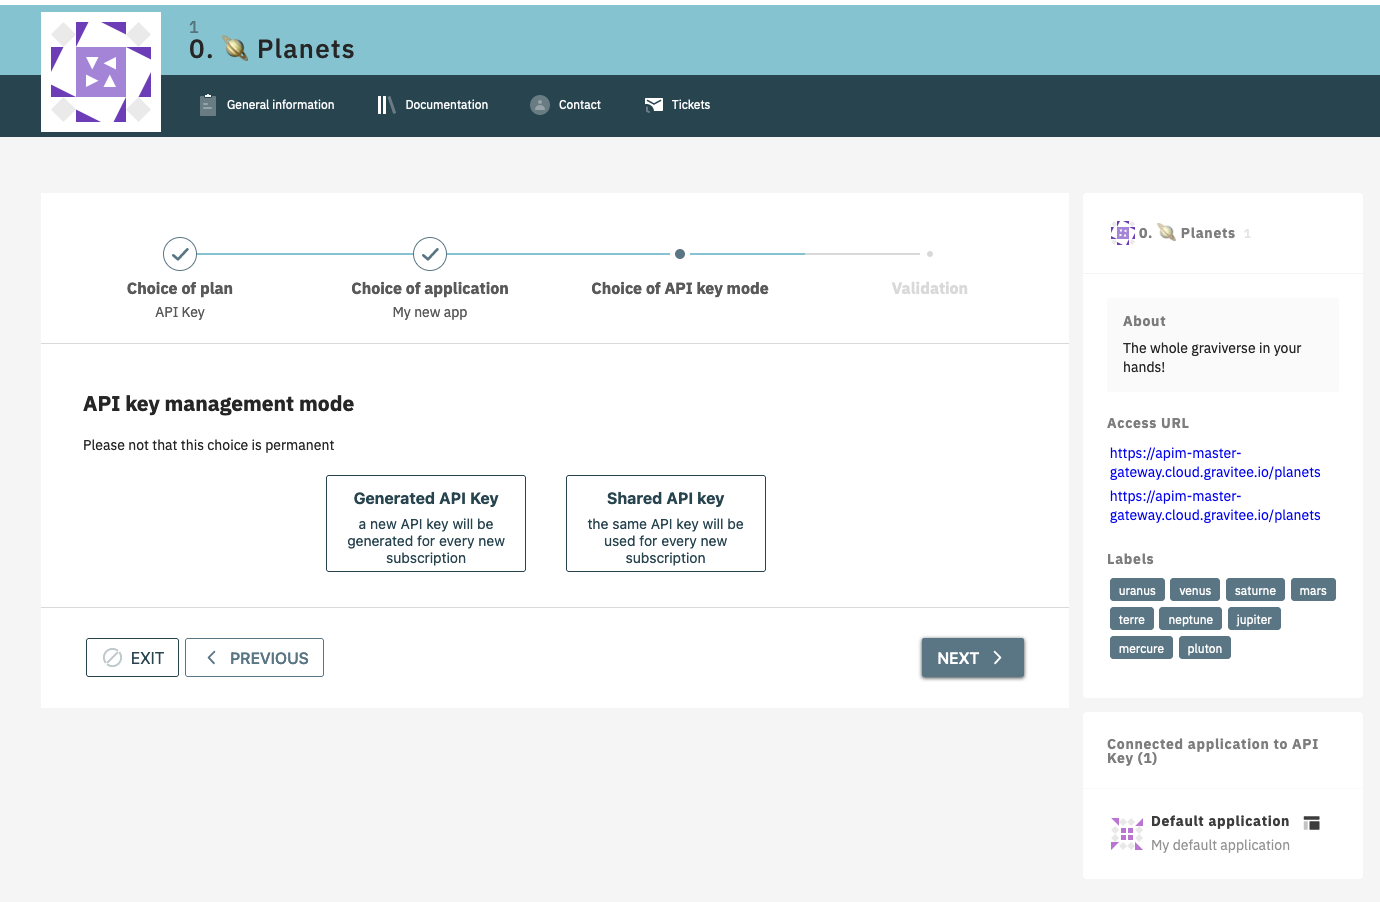 1
0. 🪐 Planets
General information
Documentation
Contact
Tickets
Choice of plan
API Key
Choice of application
My new app
Choice of API key mode
Validation
API key management mode
Please not that this choice is permanent
Generated API Key
a new API key will be
generated for every new
subscription
Shared API key
the same API key will be
used for every new
subscription
EXIT
PREVIOUS
NEXT
0. 🪐 Planets 1
About
The whole graviverse in your
hands!
Access URL
https://apim-master-
gateway.cloud.gravitee.io/planets
https://apim-master-
gateway.cloud.gravitee.io/planets
Labels
uranus venus saturne mars
terre neptune jupiter
mercure pluton
Connected application to API
Key (1)
Default application
My default application